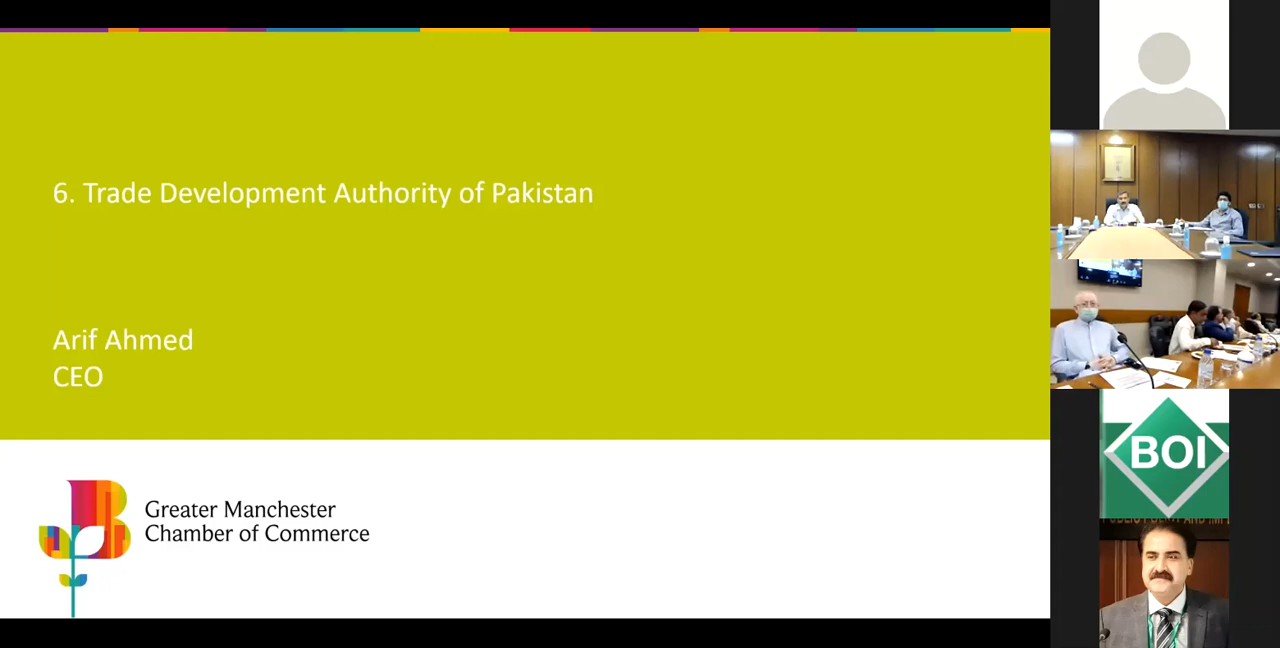 6. Trade Development Authority of Pakistan
Arif Ahmed
CEO
Greater Manchester
Chamber of Commerce
BOI